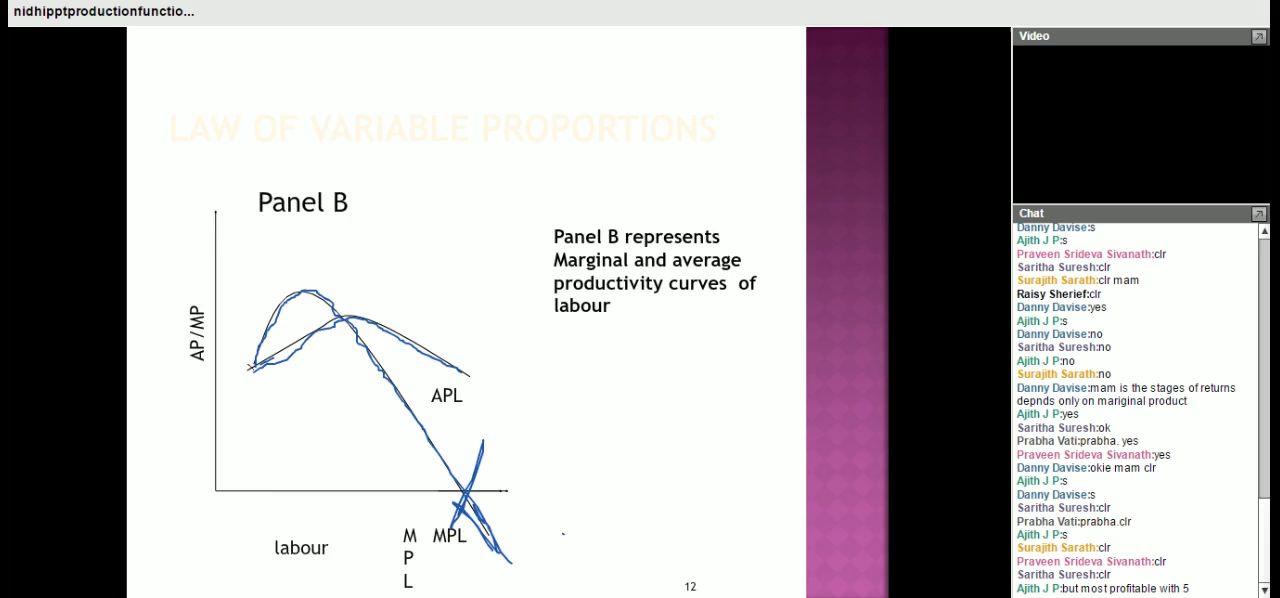 nidhipptproductionfunctio...
LAW OF VARIABLE PROPORTIONS
Panel B
Panel B represents
Marginal and average
productivity curves of
labour
AP/MP
APL
labour
M
P
L
MPL
12
Video
Chat
Danny Davise:s
Ajith J P:s
Praveen Srideva Sivanath:clr
Saritha Suresh:clr
Surajith Sarath:clr mam
Raisy Sherief:clr
Danny Davise:yes
Ajith J P:s
Danny Davise:no
Saritha Suresh:no
Ajith J P:no
Surajith Sarath:no
Danny Davise:mam is the stages of returns
depnds only on mariginal product
Ajith J P:yes
Saritha Suresh:ok
Prabha Vati:prabha. yes
Praveen Srideva Sivanath:yes
Danny Davise:okie mam clr
Ajith J P:s
Danny Davise:s
Saritha Suresh:clr
Prabha Vati:prabha.clr
Ajith J P:s
Surajith Sarath:clr
Praveen Srideva Sivanath:clr
Saritha Suresh:clr
Ajith J P:but most profitable with 5